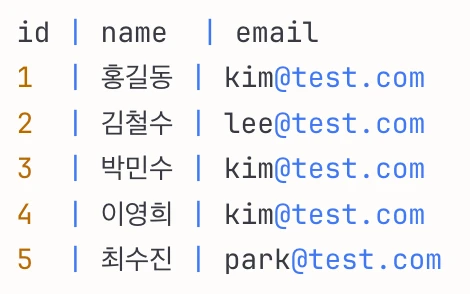 id | name | email
1 | 홍길동 | kim@test.com
2 | 김철수 | lee@test.com
3 | 박민수 | kim@test.com
4 | 이영희 | kim@test.com
5 | 최수진 | park@test.com